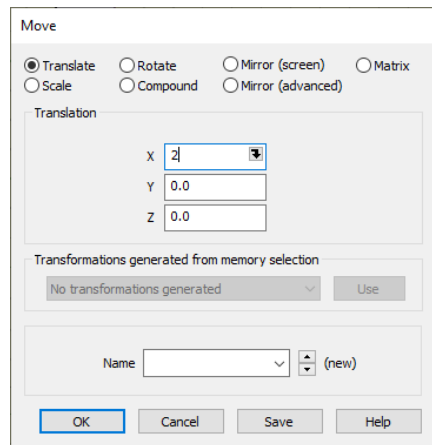 Move
Translate Rotate Mirror (screen) Matrix
Scale Compound Mirror (advanced)
Translation
X 2
Y 0.0
Z 0.0
Transformations generated from memory selection
No transformations generated Use
Name (new)
OK Cancel Save Help